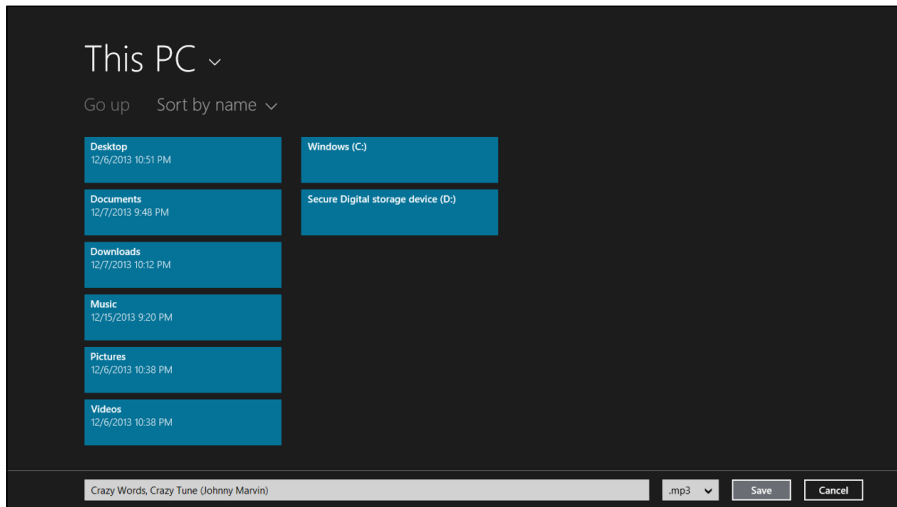 This PC
Go up Sort by name
Desktop
12/6/2013 10:51 PM
Documents
12/7/2013 9:48 PM
Downloads
12/7/2013 10:12 PM
Music
12/15/2013 9:20 PM
Pictures
12/6/2013 10:38 PM
Videos
12/6/2013 10:38 PM
Windows (C:)
Secure Digital storage device (D:)
Crazy Words, Crazy Tune (Johnny Marvin) .mp3 Save Cancel